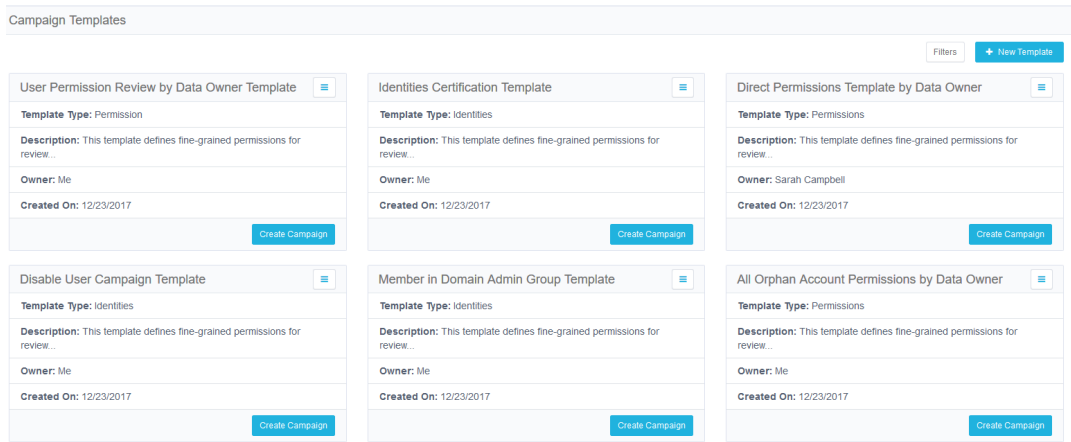 Campaign Templates
Filters
+ New Template
User Permission Review by Data Owner Template
Template Type: Permission
Description: This template defines fine-grained permissions for
review...
Owner: Me
Created On: 12/23/2017
Create Campaign
Identities Certification Template
Template Type: Identities
Description: This template defines fine-grained permissions for
review...
Owner: Me
Created On: 12/23/2017
Create Campaign
Direct Permissions Template by Data Owner
Template Type: Permissions
Description: This template defines fine-grained permissions for
review...
Owner: Sarah Campbell
Created On: 12/23/2017
Create Campaign
Disable User Campaign Template
Template Type: Identities
Description: This template defines fine-grained permissions for
review...
Owner: Me
Created On: 12/23/2017
Create Campaign
Member in Domain Admin Group Template
Template Type: Identities
Description: This template defines fine-grained permissions for
review...
Owner: Me
Created On: 12/23/2017
Create Campaign
All Orphan Account Permissions by Data Owner
Template Type: Permissions
Description: This template defines fine-grained permissions for
review...
Owner: Me
Created On: 12/23/2017
Create Campaign